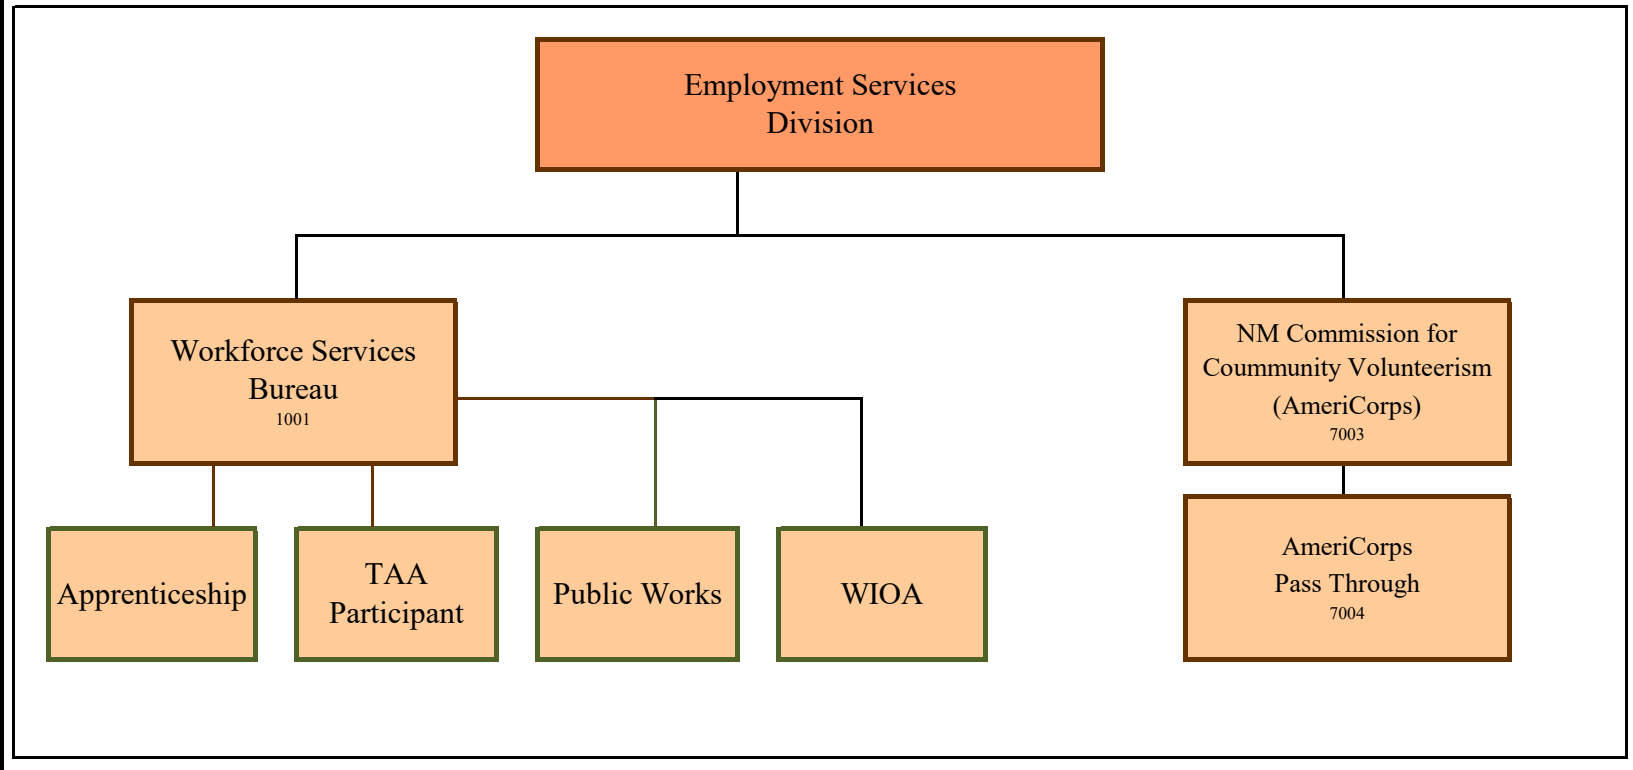 Employment Services
Division
Workforce Services
Bureau
1001
NM Commission for
Coummunity Volunteerism
(AmeriCorps)
7003
Apprenticeship
TAA
Participant
Public Works
WIOA
AmeriCorps
Pass Through
7004